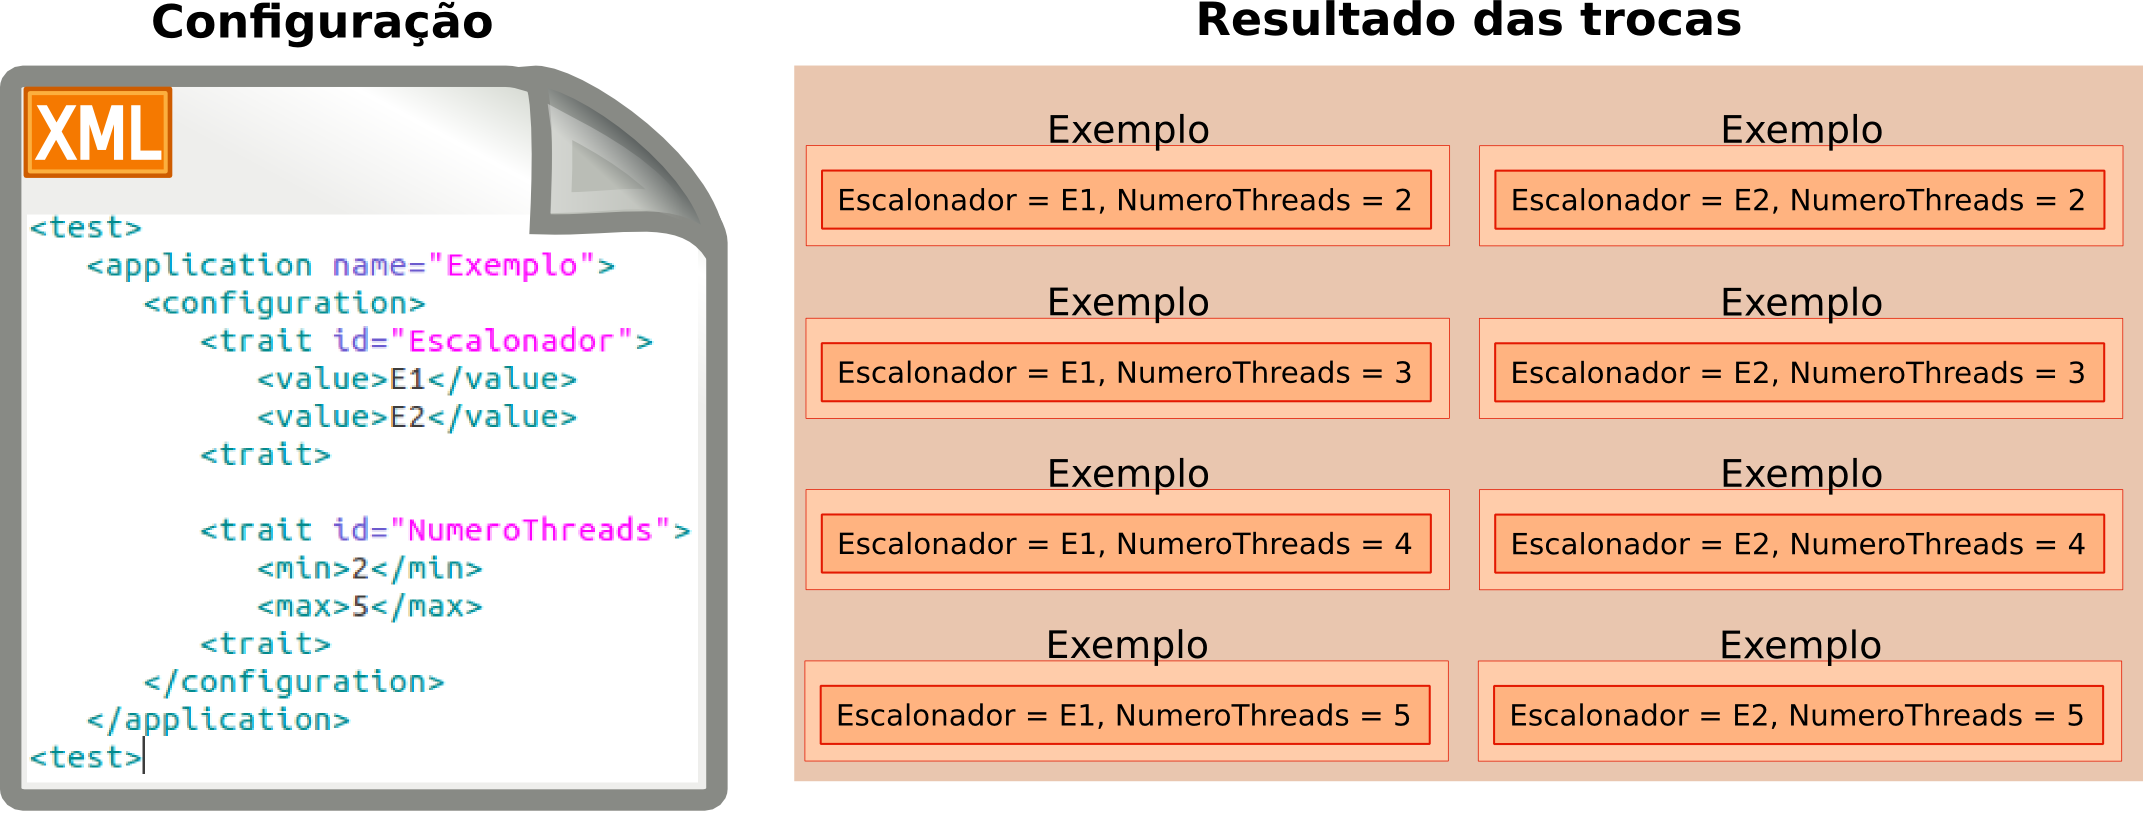 Configuração
XML
<test>
   <application name="Exemplo">
      <configuration>
         <trait id="Escalonador">
            <value>E1</value>
            <value>E2</value>
         <trait>

         <trait id="NumeroThreads">
            <min>2</min>
            <max>5</max>
         <trait>
      </configuration>
   </application>
<test>
Resultado das trocas
Exemplo
Escalonador = E1, NumeroThreads = 2
Exemplo
Escalonador = E2, NumeroThreads = 2
Exemplo
Escalonador = E1, NumeroThreads = 3
Exemplo
Escalonador = E2, NumeroThreads = 3
Exemplo
Escalonador = E1, NumeroThreads = 4
Exemplo
Escalonador = E2, NumeroThreads = 4
Exemplo
Escalonador = E1, NumeroThreads = 5
Exemplo
Escalonador = E2, NumeroThreads = 5